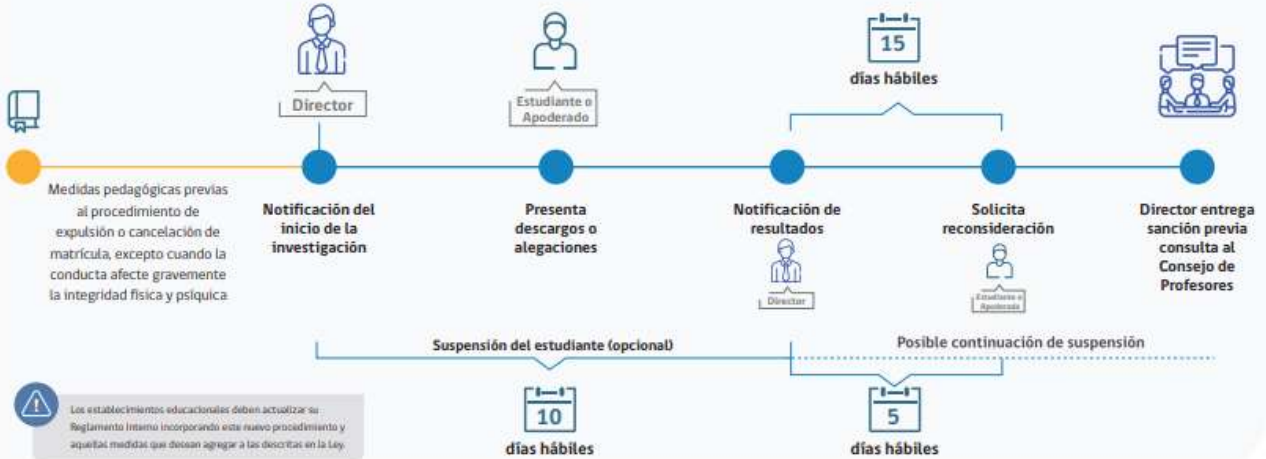 15
días hábiles
Director
Estudiante o
Apoderado
Medidas pedagógicas previas
al procedimiento de
expulsión o cancelación de
matrícula, excepto cuando la
conducta afecte gravemente
la integridad física y psíquica
Notificación del
inicio de la
investigación
Presenta
descargos o
alegaciones
Notificación de
resultados
Director
Solicita
reconsideración
Estudiante o
Apoderado
Director entrega
sanción previa
consulta al
Consejo de
Profesores
Suspensión del estudiante (opcional)
Posible continuación de suspensión
10
días hábiles
5
días hábiles
Los establecimientos educacionales deben actualizar su
Reglamento Interno incorporando este nuevo procedimiento y
aquellas medidas que desean agregar a las descritas en la Ley.